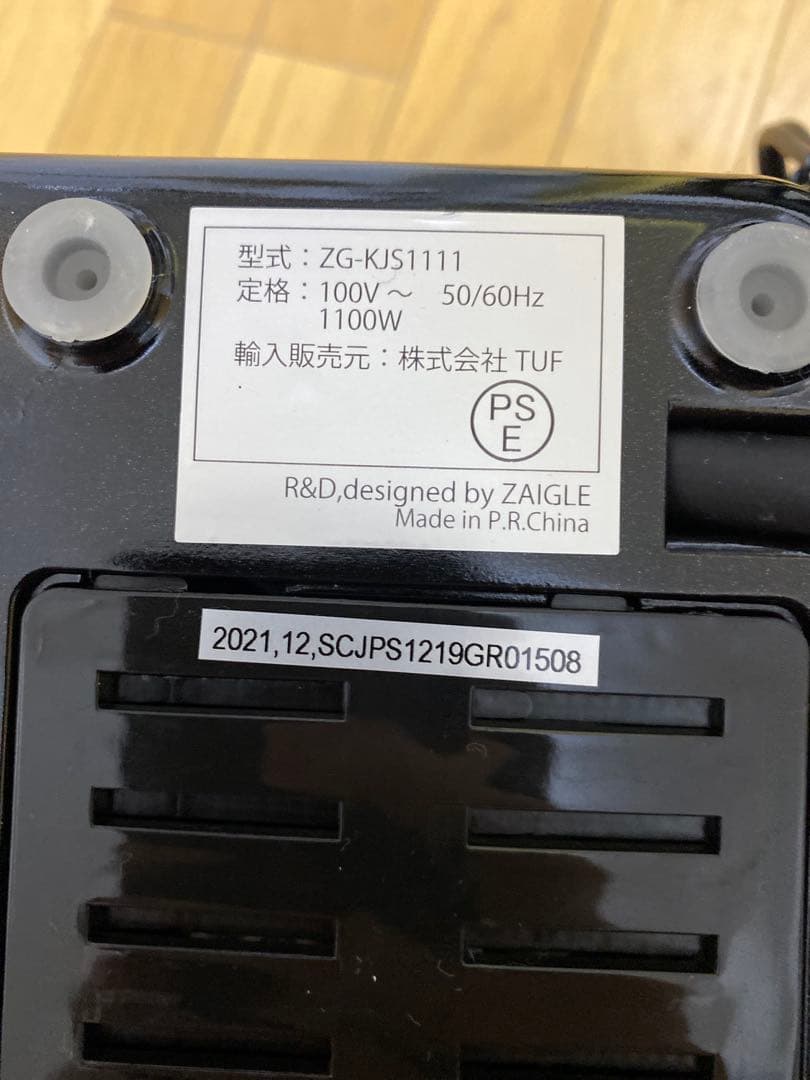 型式：ZG-KJS1111
定格：100V～ 50/60Hz
1100W
輸入販売元：株式会社 TUF
PS
E
R&D,designed by ZAIGLE
Made in P.R.China
2021,12,SCJPS1219GR01508